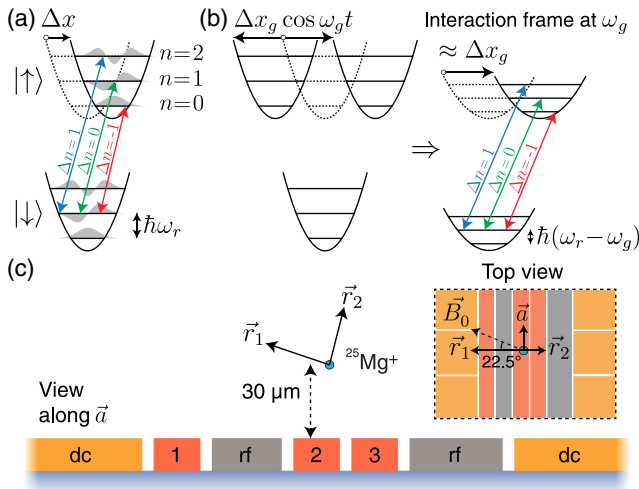 (a) Δx
n=2
n=1
n=0
|↑⟩
Δn=1
Δn=0
Δn=-1
|↓⟩
ħω_r
(b) Δx_g cos ω_g t
Interaction frame at ω_g
≈ Δx_g
⇒
Δn=1
Δn=0
Δn=-1
ħ(ω_r−ω_g)
(c)
r⃗_2
r⃗_1
²⁵Mg⁺
30 µm
View
along a⃗
dc 1 rf 2 3 rf dc
Top view
B⃗_0 a⃗
r⃗_1 r⃗_2
22.5°